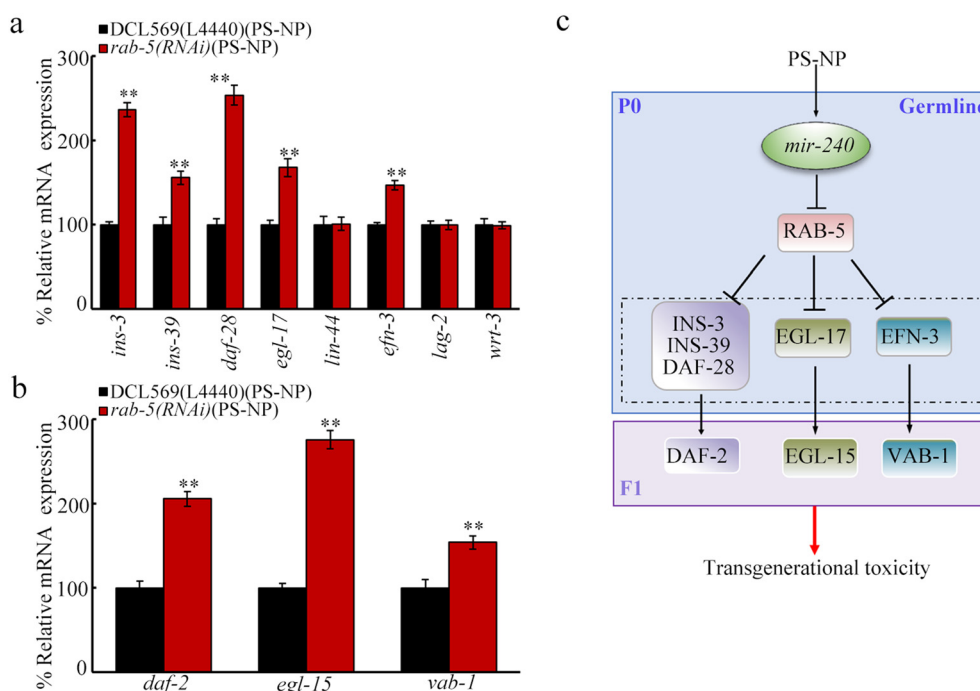 a
DCL569(L4440)(PS-NP)
rab-5(RNAi)(PS-NP)
% Relative mRNA expression
300
200
100
0
ins-3
ins-39
daf-28
egl-17
lin-44
efn-3
lag-2
wrt-3
** ** ** ** **
b
DCL569(L4440)(PS-NP)
rab-5(RNAi)(PS-NP)
% Relative mRNA expression
300
200
100
0
daf-2
egl-15
vab-1
** ** **
c
PS-NP
P0
Germline
mir-240
RAB-5
INS-3
INS-39
DAF-28
EGL-17
EFN-3
DAF-2
EGL-15
VAB-1
F1
Transgenerational toxicity